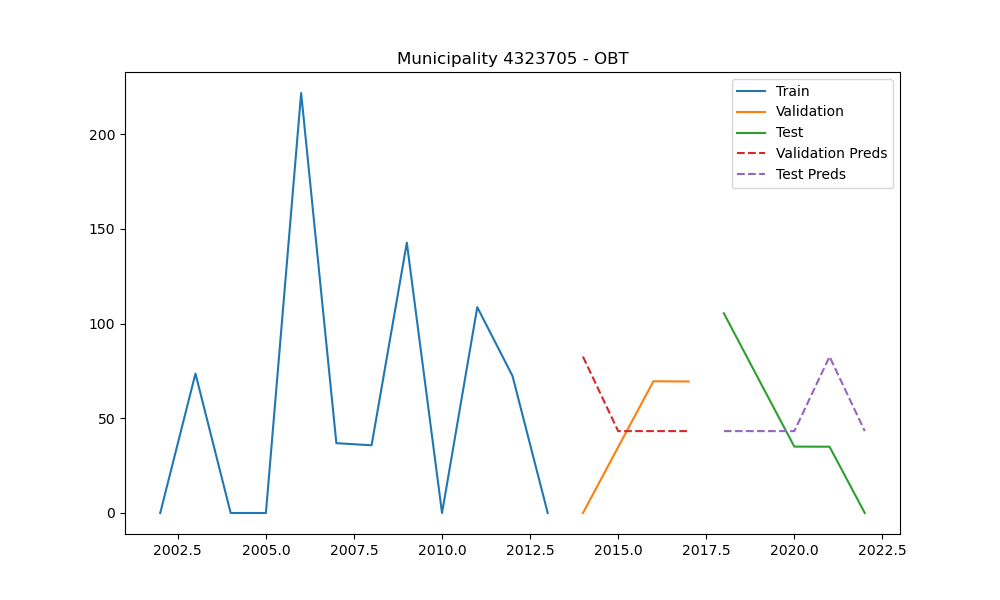 Municipality 4323705 - OBT
Train
Validation
Test
Validation Preds
Test Preds
200
150
100
50
0
2002.5 2005.0 2007.5 2010.0 2012.5 2015.0 2017.5 2020.0 2022.5